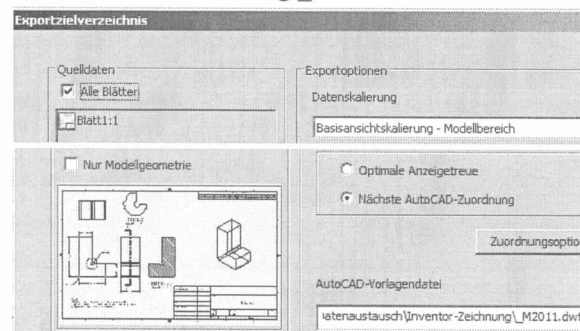 Exportzielverzeichnis
Quelldaten
Alle Blätter
Blatt1:1
Nur Modellgeometrie
Exportoptionen
Datenskalierung
Basisansichtskalierung - Modellbereich
Optimale Anzeigetreue
Nächste AutoCAD-Zuordnung
Zuordnungsoptio
AutoCAD-Vorlagendatei
atenaustausch\Inventor-Zeichnung\_M2011.dw